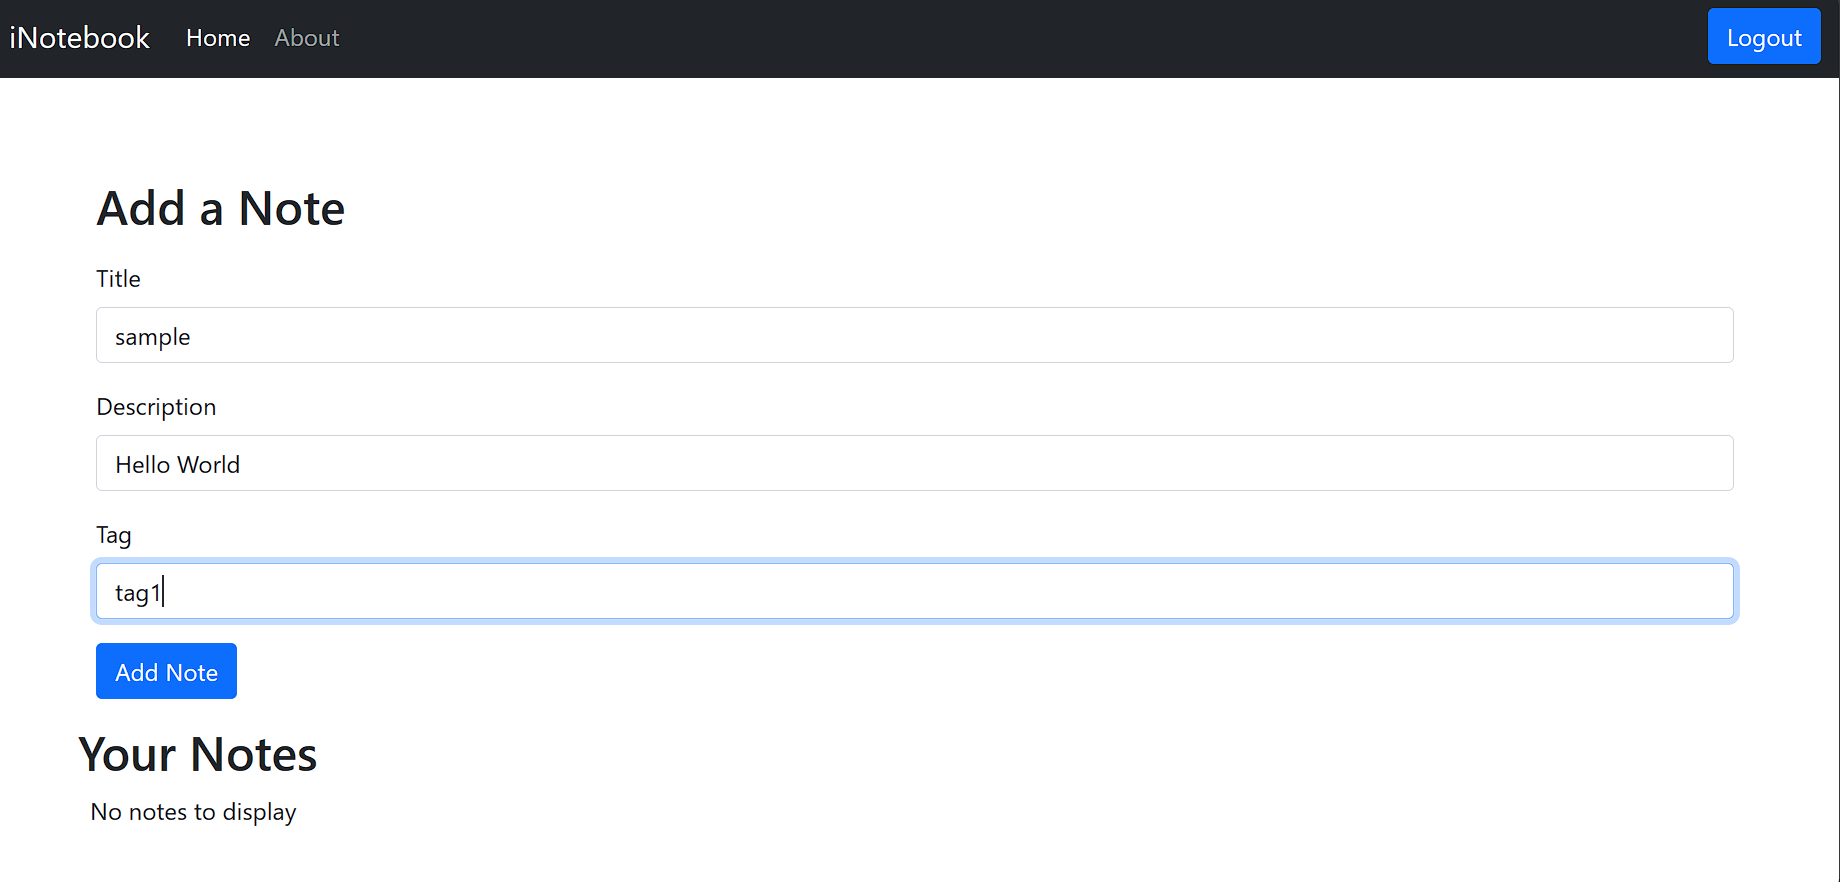 iNotebook Home About Logout
Add a Note
Title
sample
Description
Hello World
Tag
tag1
Add Note
Your Notes
No notes to display